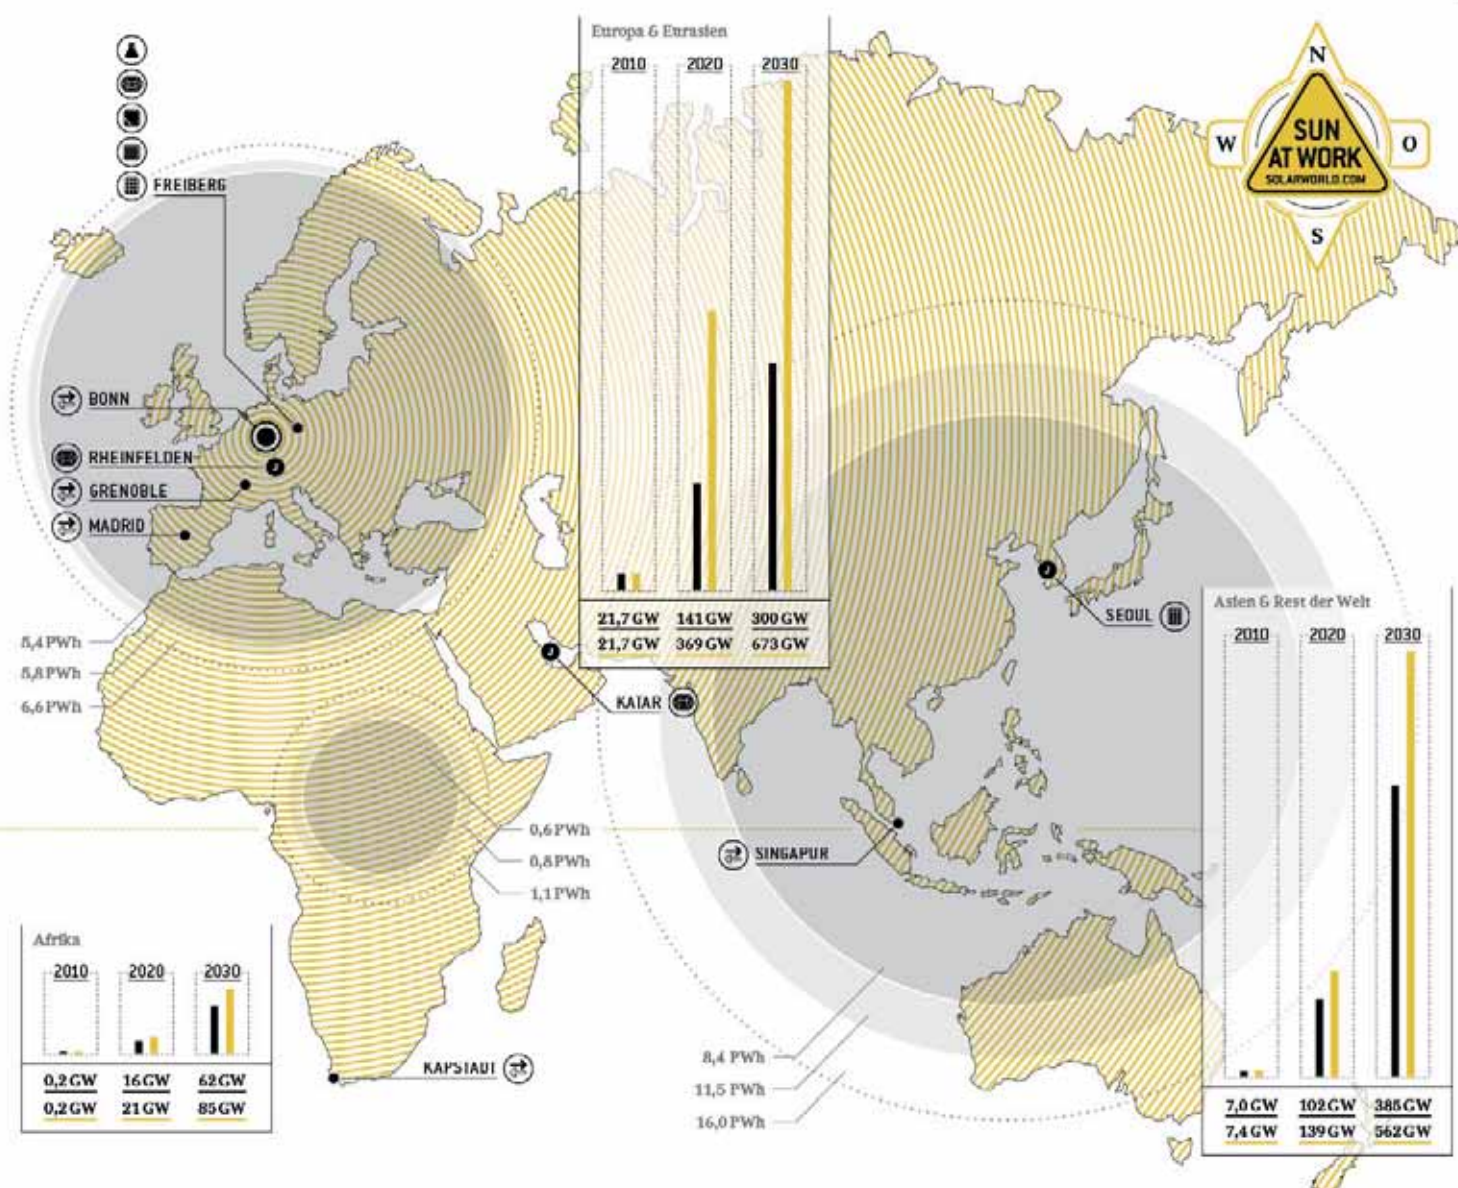 Europa & Eurasien
2010 2020 2030
21,7 GW 141 GW 300 GW
21,7 GW 369 GW 673 GW
N
W
O
S
SUN
AT WORK
SOLARWORLD.COM
FREIBERG
BONN
RHEINFELDEN
GRENOBLE
MADRID
5,4 PWh
5,8 PWh
6,6 PWh
KATAR
SEOUL
SINGAPUR
KAPSTADT
0,6 PWh
0,8 PWh
1,1 PWh
8,4 PWh
11,5 PWh
16,0 PWh
Afrika
2010 2020 2030
0,2 GW 16 GW 62 GW
0,2 GW 21 GW 85 GW
Asien & Rest der Welt
2010 2020 2030
7,0 GW 102 GW 385 GW
7,4 GW 139 GW 562 GW